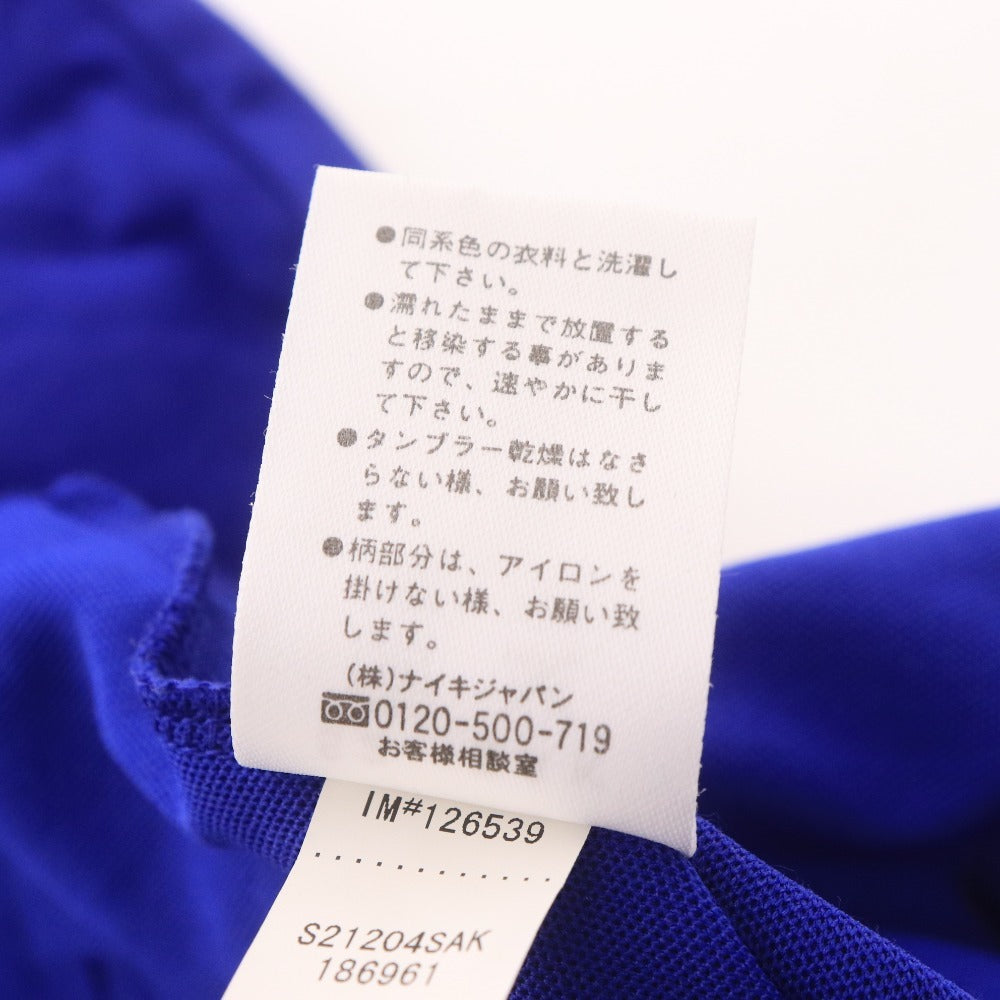 ●同系色の衣料と洗濯し
て下さい。
●濡れたままで放置する
と移染する事がありま
すので、速やかに干し
て下さい。
●タンブラー乾燥はなさ
らない様、お願い致し
ます。
●柄部分は、アイロンを
掛けない様、お願い致
します。
(株)ナイキジャパン
0120-500-719
お客様相談室
IM#126539
............
S21204SAK
186961